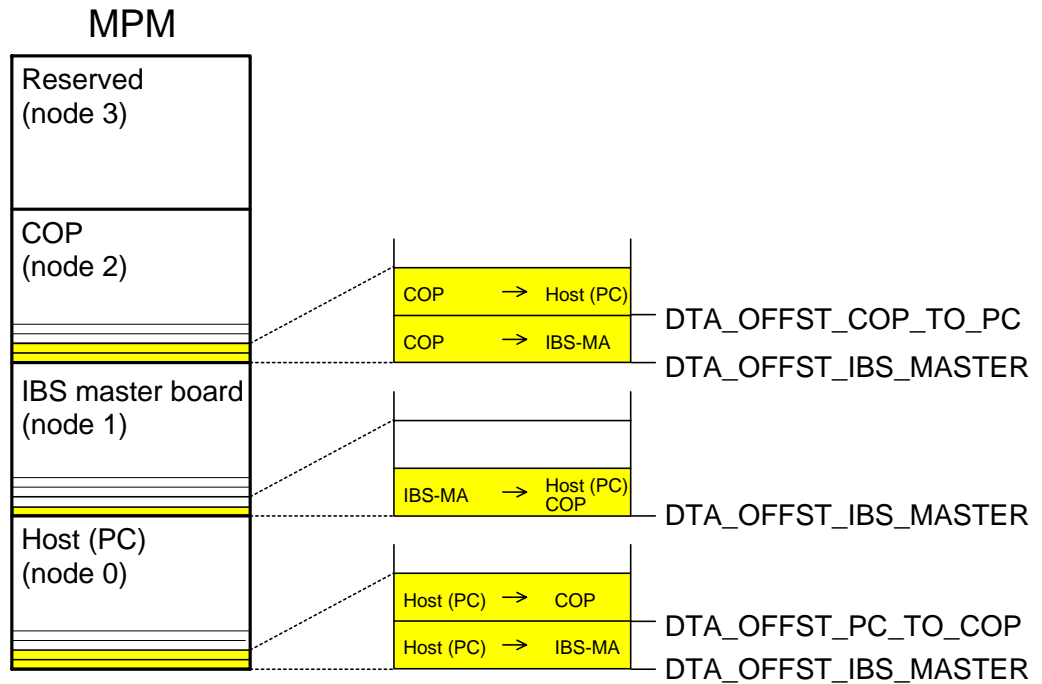 MPM
Reserved
(node 3)
COP
(node 2)
COP → Host (PC)
DTA_OFFST_COP_TO_PC
COP → IBS-MA
DTA_OFFST_IBS_MASTER
IBS master board
(node 1)
IBS-MA → Host (PC)
COP
DTA_OFFST_IBS_MASTER
Host (PC)
(node 0)
Host (PC) → COP
DTA_OFFST_PC_TO_COP
Host (PC) → IBS-MA
DTA_OFFST_IBS_MASTER